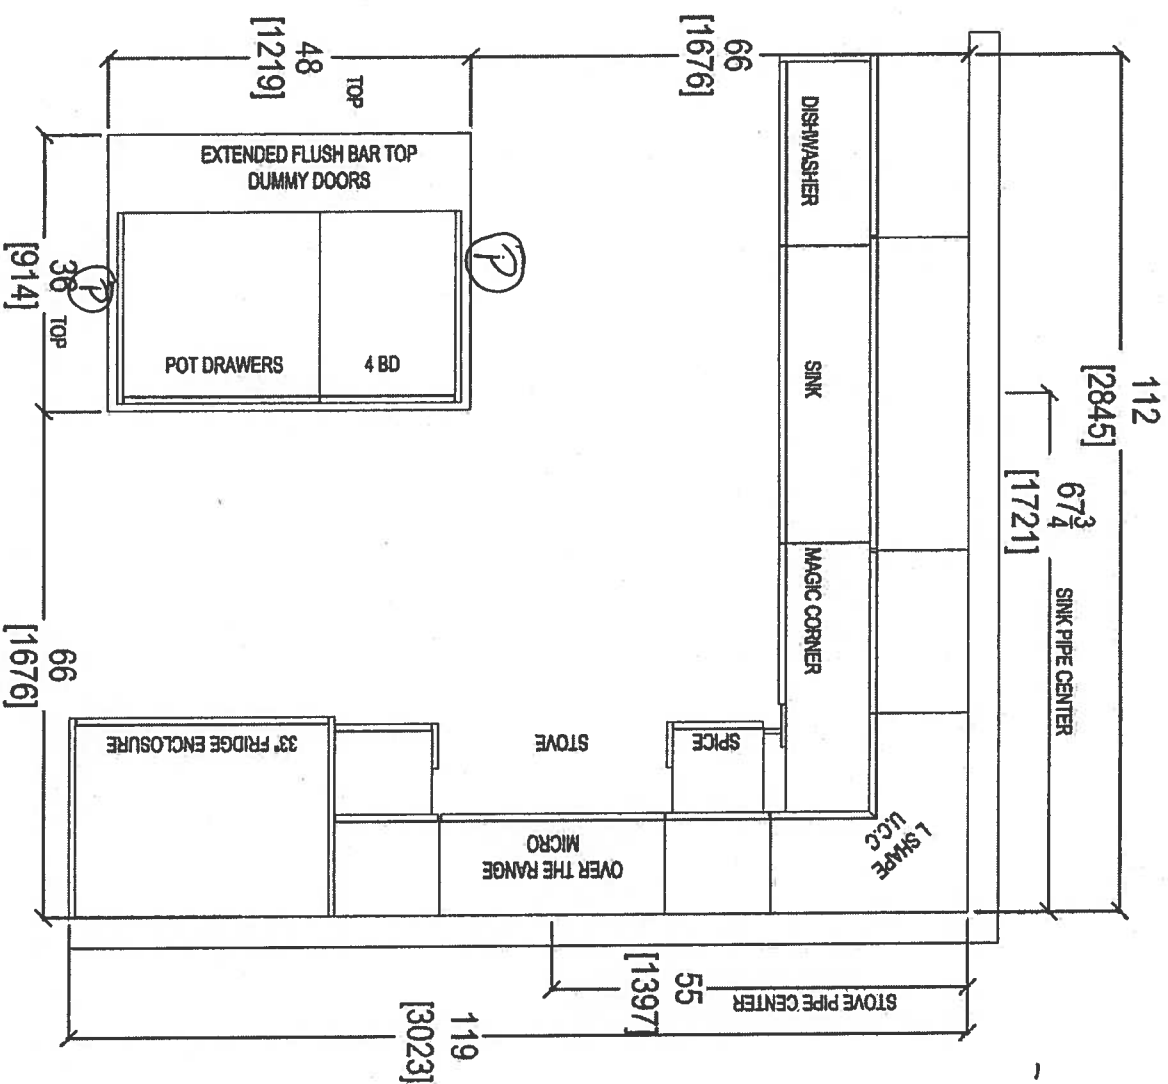 48
[1219]
TOP
66
[1676]
112
[2845]
67 3/4
[1721]
SINK PIPE CENTER
EXTENDED FLUSH BAR TOP
DUMMY DOORS
P
P
36
[914]
TOP
POT DRAWERS
4 BD
DISHWASHER
SINK
MAGIC CORNER
66
[1676]
33" FRIDGE ENCLOSURE
STOVE
SPICE
OVER THE RANGE
MICRO
L SHAPE
U.C.C
55
[1397]
STOVE PIPE CENTER
119
[3023]